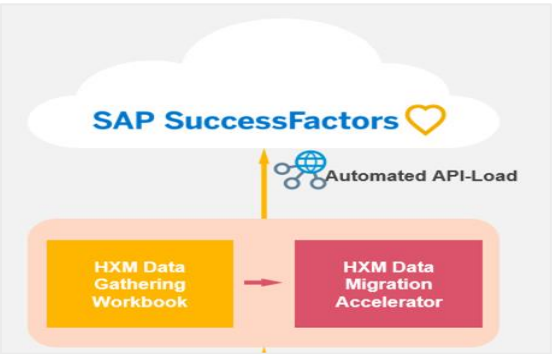 SAP SuccessFactors
Automated API-Load
HXM Data
Gathering
Workbook
HXM Data
Migration
Accelerator